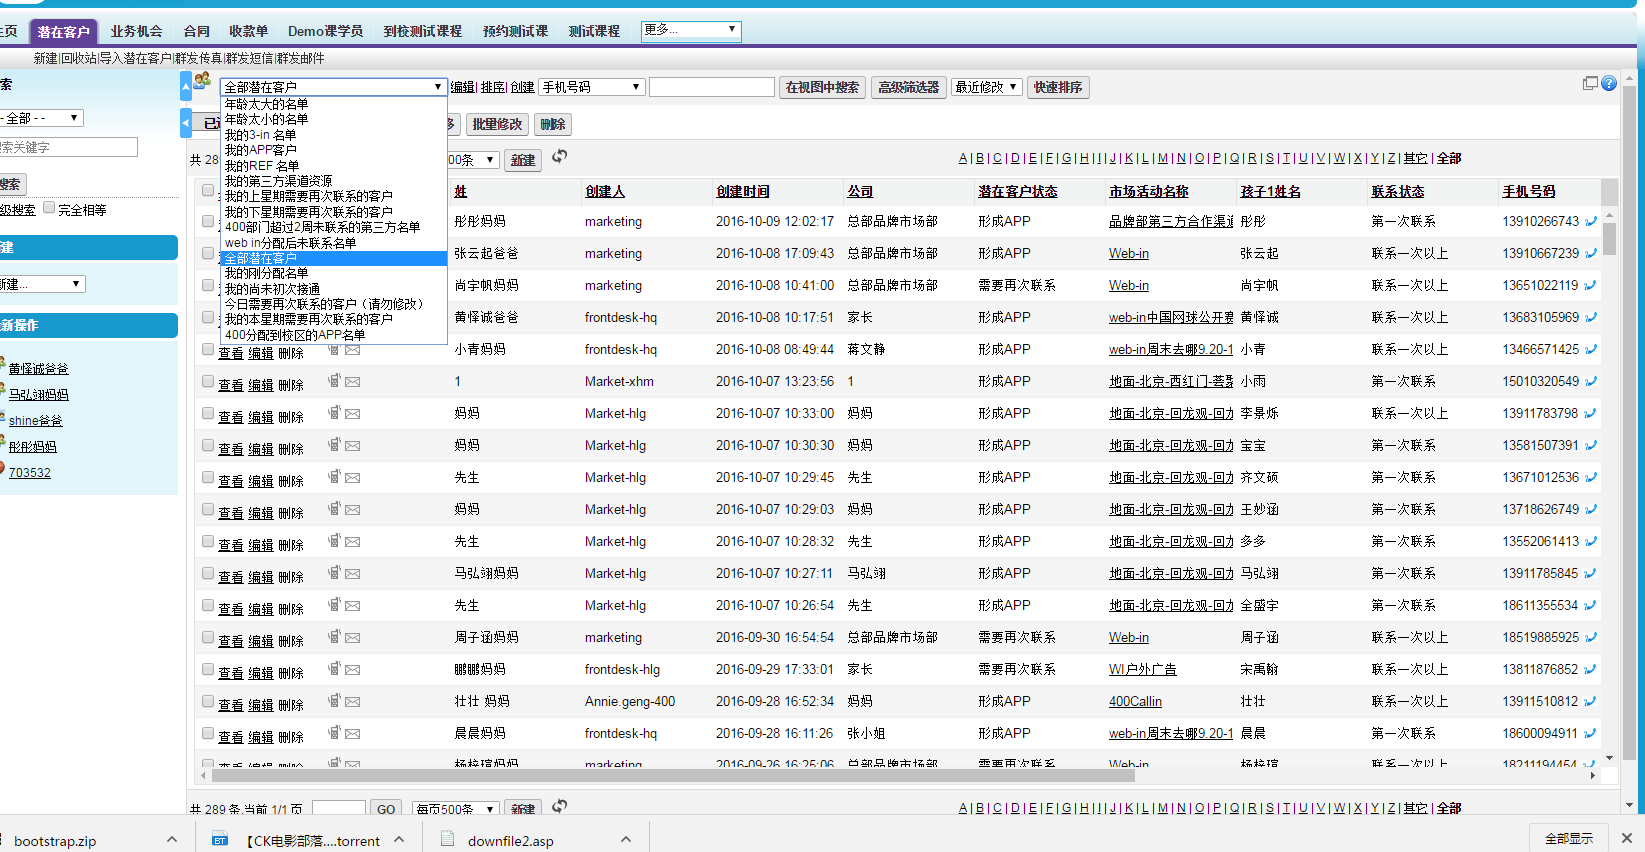 主页 潜在客户 业务机会 合同 收款单 Demo课学员 到校测试课程 预约测试课 测试课程 更多...
新建|回收站|导入潜在客户|群发传真|群发短信|群发邮件
索
- 全部 - -
索关键字
搜索
级搜索 完全相等
建
新建...
新操作
黄怿诚爸爸
马弘翊妈妈
shine爸爸
彤彤妈妈
703532
全部潜在客户 编辑| 排序| 创建 手机号码 在视图中搜索 高级筛选器 最近修改 快速排序
年龄太大的名单
年龄太小的名单
我的3-in 名单
我的APP客户
我的REF 名单
我的第三方渠道资源
我的上星期需要再次联系的客户
我的下星期需要再次联系的客户
400部门超过2周未联系的第三方名单
web in分配后未联系名单
全部潜在客户
我的刚分配名单
我的尚未初次接通
今日需要再次联系的客户（请勿修改）
我的本星期需要再次联系的客户
400分配到校区的APP名单
批量修改 删除
共 28 00条 新建 A | B | C | D | E | F | G | H | I | J | K | L | M | N | O | P | Q | R | S | T | U | V | W | X | Y | Z | 其它 | 全部
姓 创建人 创建时间 公司 潜在客户状态 市场活动名称 孩子1姓名 联系状态 手机号码
彤彤妈妈 marketing 2016-10-09 12:02:17 总部品牌市场部 形成APP 品牌部第三方合作渠道 彤彤 第一次联系 13910266743
张云起爸爸 marketing 2016-10-08 17:09:43 总部品牌市场部 形成APP Web-in 张云起 联系一次以上 13910667239
尚宇帆妈妈 marketing 2016-10-08 10:41:00 总部品牌市场部 需要再次联系 Web-in 尚宇帆 联系一次以上 13651022119
黄怿诚爸爸 frontdesk-hq 2016-10-08 10:17:51 家长 形成APP web-in中国网球公开赛 黄怿诚 联系一次以上 13683105969
查看 编辑 删除 小青妈妈 frontdesk-hq 2016-10-08 08:49:44 蒋文静 形成APP web-in周末去哪9.20-1 小青 联系一次以上 13466571425
查看 编辑 删除 1 Market-xhm 2016-10-07 13:23:56 1 形成APP 地面-北京-西红门-荟聚 小雨 第一次联系 15010320549
查看 编辑 删除 妈妈 Market-hlg 2016-10-07 10:33:00 妈妈 形成APP 地面-北京-回龙观-回龙 李景烁 联系一次以上 13911783798
查看 编辑 删除 妈妈 Market-hlg 2016-10-07 10:30:30 妈妈 形成APP 地面-北京-回龙观-回龙 宝宝 第一次联系 13581507391
查看 编辑 删除 先生 Market-hlg 2016-10-07 10:29:45 先生 形成APP 地面-北京-回龙观-回龙 齐文硕 第一次联系 13671012536
查看 编辑 删除 妈妈 Market-hlg 2016-10-07 10:29:03 妈妈 形成APP 地面-北京-回龙观-回龙 王妙涵 第一次联系 13718626749
查看 编辑 删除 先生 Market-hlg 2016-10-07 10:28:32 先生 形成APP 地面-北京-回龙观-回龙 多多 第一次联系 13552061413
查看 编辑 删除 马弘翊妈妈 Market-hlg 2016-10-07 10:27:11 马弘翊 形成APP 地面-北京-回龙观-回龙 马弘翊 第一次联系 13911785845
查看 编辑 删除 先生 Market-hlg 2016-10-07 10:26:54 先生 形成APP 地面-北京-回龙观-回龙 全盛宇 第一次联系 18611355534
查看 编辑 删除 周子涵妈妈 marketing 2016-09-30 16:54:54 总部品牌市场部 需要再次联系 Web-in 周子涵 联系一次以上 18519885925
查看 编辑 删除 鹏鹏妈妈 frontdesk-hlg 2016-09-29 17:33:01 家长 需要再次联系 WI户外广告 宋禹翰 联系一次以上 13811876852
查看 编辑 删除 壮壮 妈妈 Annie.geng-400 2016-09-28 16:52:34 妈妈 形成APP 400Callin 壮壮 联系一次以上 13911510812
查看 编辑 删除 晨晨妈妈 frontdesk-hq 2016-09-28 16:11:26 张小姐 形成APP web-in周末去哪9.20-1 晨晨 联系一次以上 18600094911
查看 编辑 删除 杨梓瑄妈妈 marketing 2016-09-26 16:25:06 总部品牌市场部 需要再次联系 Web-in 杨梓瑄 联系一次以上 18211194454
共 289 条,当前 1/1 页 GO 每页500条 新建 A | B | C | D | E | F | G | H | I | J | K | L | M | N | O | P | Q | R | S | T | U | V | W | X | Y | Z | 其它 | 全部
bootstrap.zip 【CK电影部落....torrent downfile2.asp 全部显示